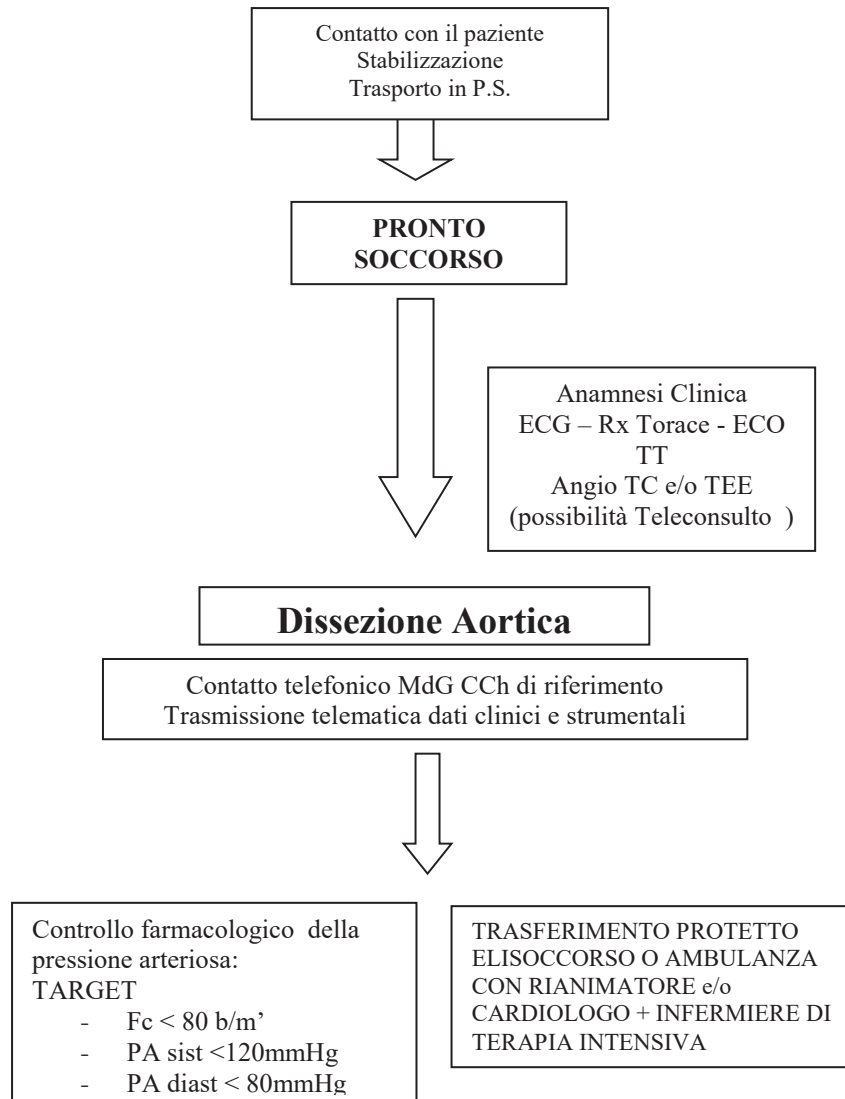 Contatto con il paziente
Stabilizzazione
Trasporto in P.S.
PRONTO
SOCCORSO
Anamnesi Clinica
ECG – Rx Torace - ECO
TT
Angio TC e/o TEE
(possibilità Teleconsulto )
Dissezione Aortica
Contatto telefonico MdG CCh di riferimento
Trasmissione telematica dati clinici e strumentali
Controllo farmacologico della
pressione arteriosa:
TARGET
- Fc < 80 b/m’
- PA sist <120mmHg
- PA diast < 80mmHg
TRASFERIMENTO PROTETTO
ELISOCCORSO O AMBULANZA
CON RIANIMATORE e/o
CARDIOLOGO + INFERMIERE DI
TERAPIA INTENSIVA